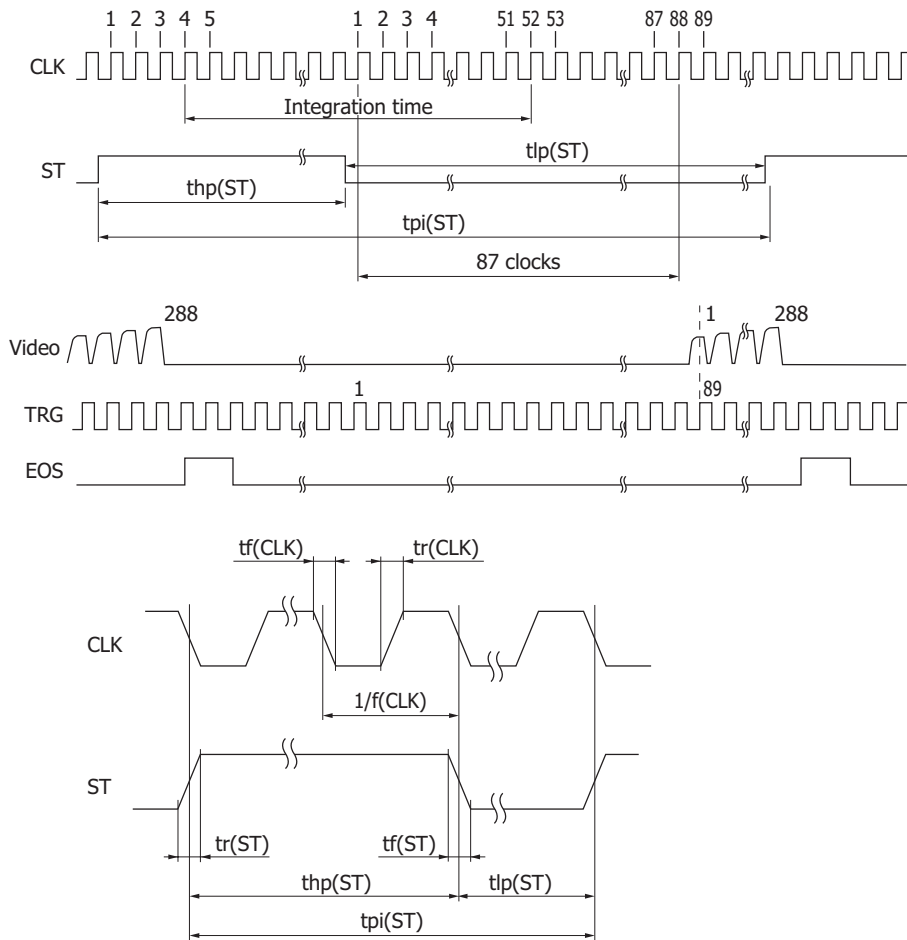 1 2 3 4 5 1 2 3 4 51 52 53 87 88 89
CLK
Integration time
tlp(ST)
ST
thp(ST)
tpi(ST)
87 clocks
288 1 288
Video
1 89
TRG
EOS
tf(CLK) tr(CLK)
CLK
1/f(CLK)
ST
tr(ST) tf(ST)
thp(ST) tlp(ST)
tpi(ST)